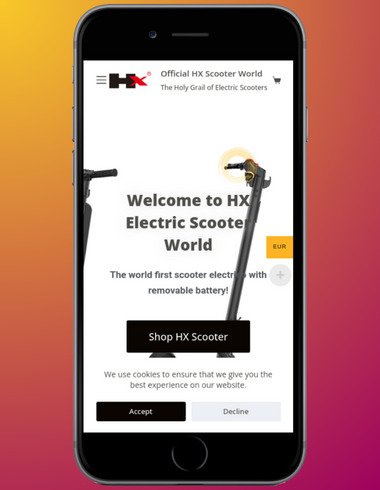 HX
Official HX Scooter World
The Holy Grail of Electric Scooters
Welcome to HX
Electric Scooter
World
EUR
The world first scooter electric with
removable battery!
Shop HX Scooter
We use cookies to ensure that we give you the
best experience on our website.
Accept
Decline